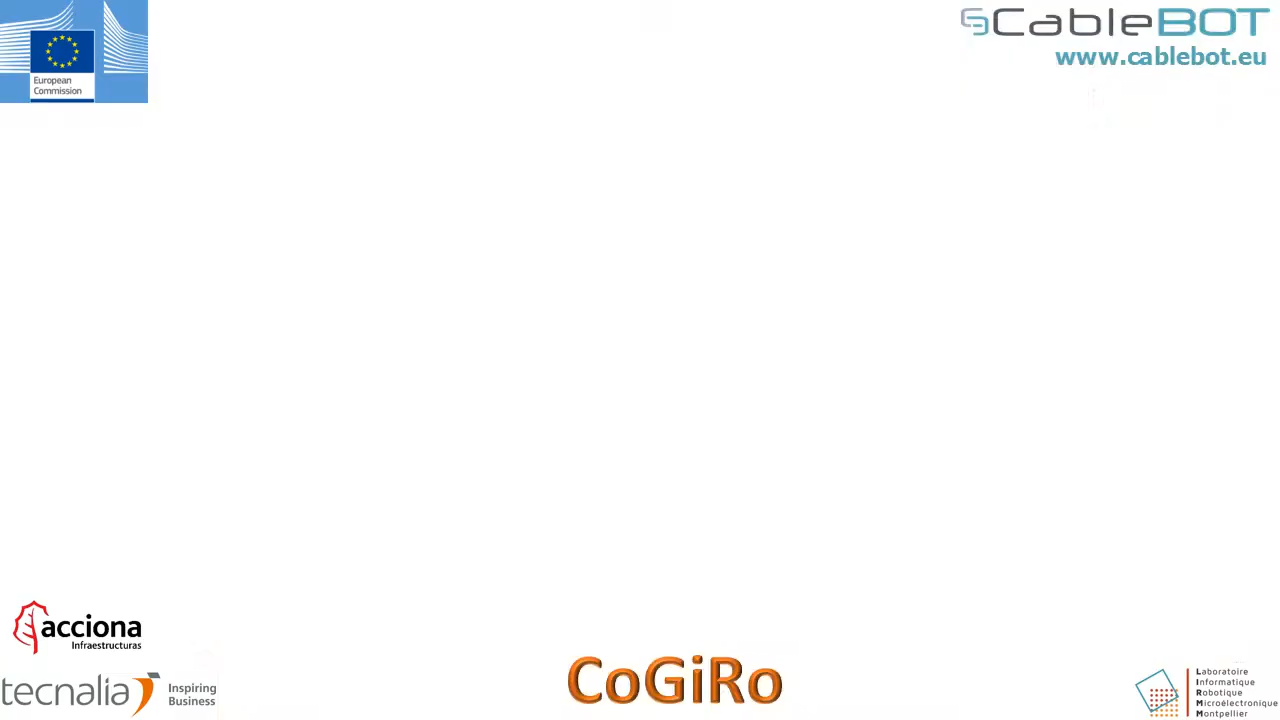 European
Commission
CableBOT
www.cablebot.eu
acciona
Infraestructuras
tecnalia
Inspiring
Business
CoGiRo
Laboratoire
Informatique
Robotique
Microélectronique
Montpellier